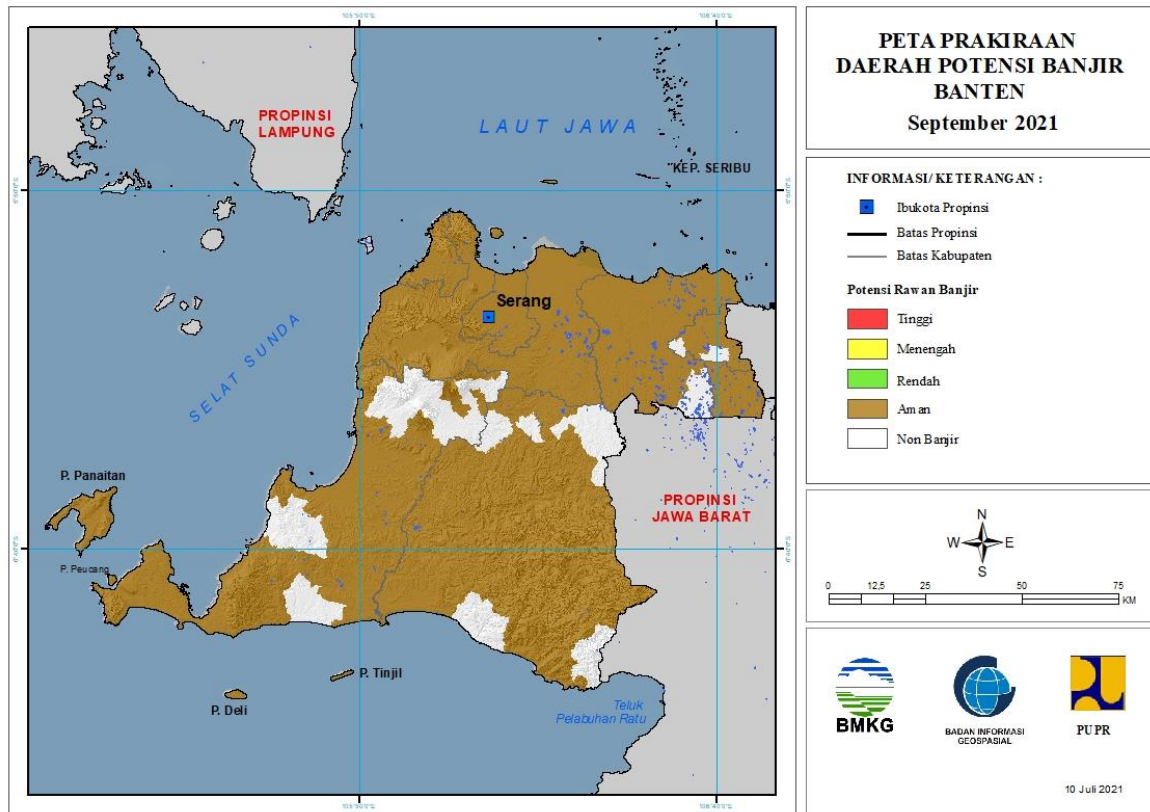 PETA PRAKIRAAN
DAERAH POTENSI BANJIR
BANTEN
September 2021
INFORMASI/ KETERANGAN :
Ibukota Propinsi
Batas Propinsi
Batas Kabupaten
Potensi Rawan Banjir
Tinggi
Menengah
Rendah
Aman
Non Banjir
N
W E
S
0 12,5 25 50 75
KM
BMKG
BADAN INFORMASI
GEOSPASIAL
PUPR
10 Juli 2021
PROPINSI
LAMPUNG
LAUT JAWA
KEP. SERIBU
Serang
SELAT SUNDA
P. Panaitan
P. Peucang
PROPINSI
JAWA BARAT
P. Tinjil
P. Deli
Teluk
Pelabuhan Ratu